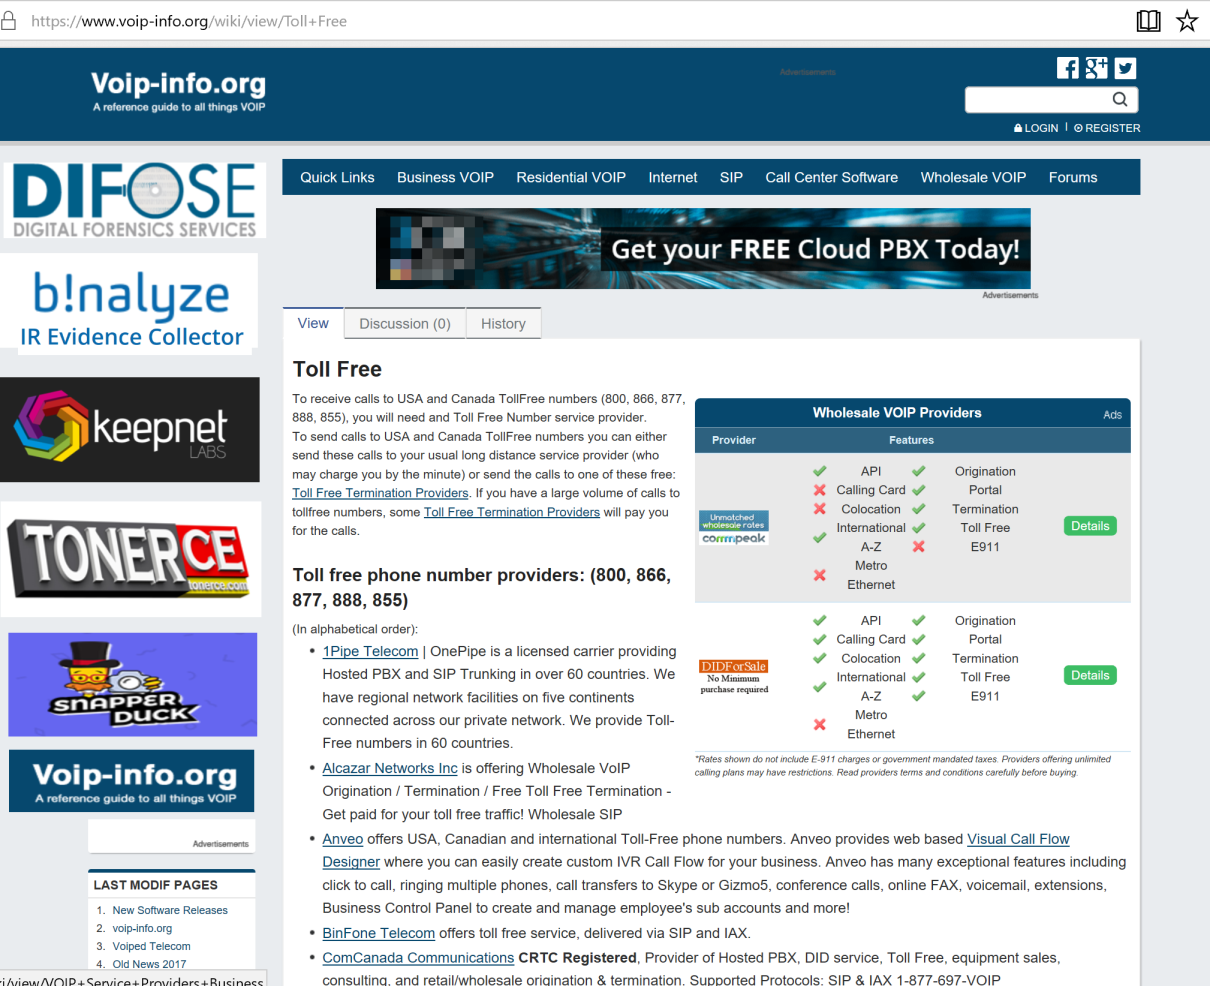 https://www.voip-info.org/wiki/view/Toll+Free
Voip-info.org
A reference guide to all things VOIP
Advertisements
LOGIN | REGISTER
DIFOSE
DIGITAL FORENSICS SERVICES
b!nalyze
IR Evidence Collector
keepnet
LABS
TONERCE
tonerce.com
SNAPPER
DUCK
Voip-info.org
A reference guide to all things VOIP
Advertisements
LAST MODIF PAGES
1. New Software Releases
2. voip-info.org
3. Voiped Telecom
4. Old News 2017
ki/view/VOIP+Service+Providers+Business
Quick Links Business VOIP Residential VOIP Internet SIP Call Center Software Wholesale VOIP Forums
Get your FREE Cloud PBX Today!
Advertisements
View Discussion (0) History
Toll Free
To receive calls to USA and Canada TollFree numbers (800, 866, 877,
888, 855), you will need and Toll Free Number service provider.
To send calls to USA and Canada TollFree numbers you can either
send these calls to your usual long distance service provider (who
may charge you by the minute) or send the calls to one of these free:
Toll Free Termination Providers. If you have a large volume of calls to
tollfree numbers, some Toll Free Termination Providers will pay you
for the calls.
Toll free phone number providers: (800, 866,
877, 888, 855)
(In alphabetical order):
• 1Pipe Telecom | OnePipe is a licensed carrier providing
Hosted PBX and SIP Trunking in over 60 countries. We
have regional network facilities on five continents
connected across our private network. We provide Toll-
Free numbers in 60 countries.
• Alcazar Networks Inc is offering Wholesale VoIP
Origination / Termination / Free Toll Free Termination -
Get paid for your toll free traffic! Wholesale SIP
• Anveo offers USA, Canadian and international Toll-Free phone numbers. Anveo provides web based Visual Call Flow
Designer where you can easily create custom IVR Call Flow for your business. Anveo has many exceptional features including
click to call, ringing multiple phones, call transfers to Skype or Gizmo5, conference calls, online FAX, voicemail, extensions,
Business Control Panel to create and manage employee's sub accounts and more!
• BinFone Telecom offers toll free service, delivered via SIP and IAX.
• ComCanada Communications CRTC Registered, Provider of Hosted PBX, DID service, Toll Free, equipment sales,
consulting, and retail/wholesale origination & termination. Supported Protocols: SIP & IAX 1-877-697-VOIP
Wholesale VOIP Providers Ads
Provider Features
Unmatched
wholesale rates
commpeak
API Origination
Calling Card Portal
Colocation Termination
International Toll Free
A-Z E911
Metro
Ethernet
Details
DIDForSale
No Minimum
purchase required
API Origination
Calling Card Portal
Colocation Termination
International Toll Free
A-Z E911
Metro
Ethernet
Details
*Rates shown do not include E-911 charges or government mandated taxes. Providers offering unlimited
calling plans may have restrictions. Read providers terms and conditions carefully before buying.